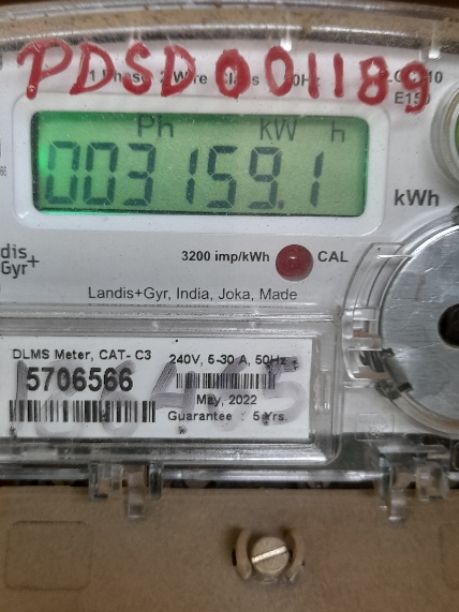 PDSD001189
1 Phase, 2 Wire
E150
Ph kW h
003159.1
kWh
dis
Gyr+
3200 imp/kWh CAL
Landis+Gyr, India, Joka, Made
DLMS Meter, CAT- C3
5706566
240V, 5-30 A, 50Hz
May, 2022
Guarantee : 5 Yrs.